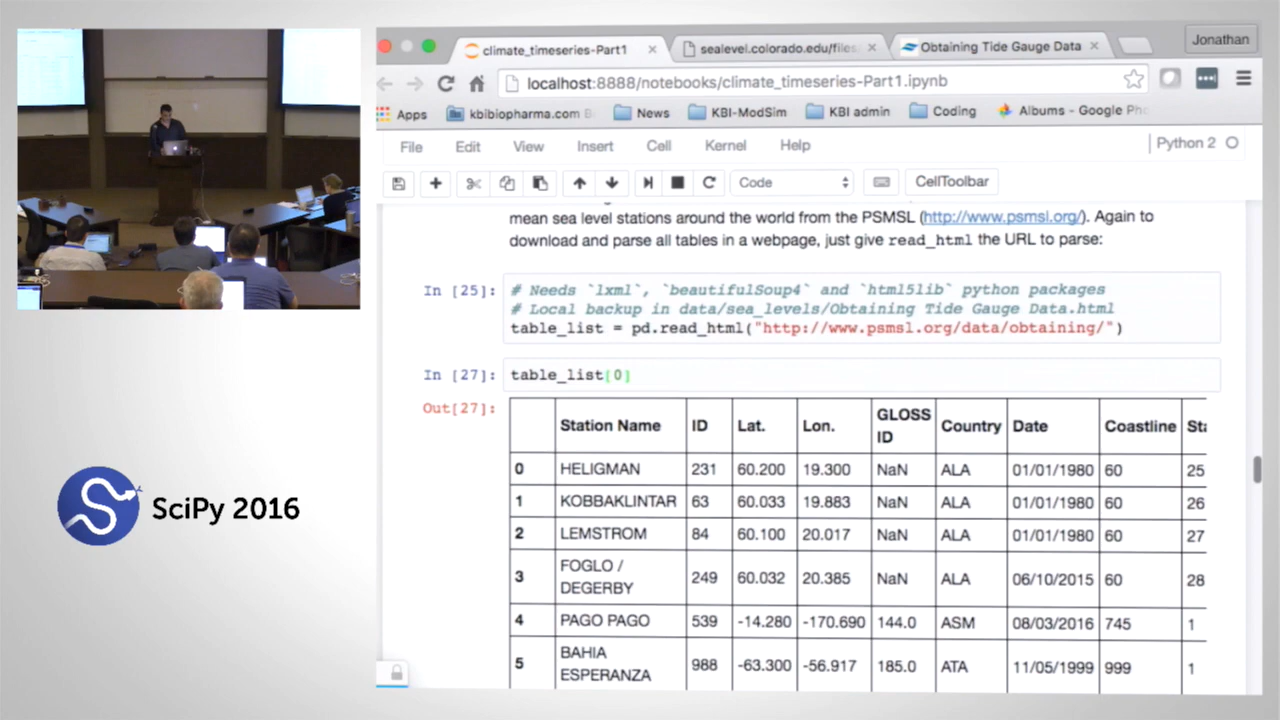 climate_timeseries-Part1
sealevel.colorado.edu/files
Obtaining Tide Gauge Data
Jonathan
localhost:8888/notebooks/climate_timeseries-Part1.ipynb
Apps
kbibiopharma.com
News
KBI-ModSim
KBI admin
Coding
Albums - Google Pho
File Edit View Insert Cell Kernel Help
Python 2
Code
CellToolbar
mean sea level stations around the world from the PSMSL (http://www.psmsl.org/). Again to
download and parse all tables in a webpage, just give read_html the URL to parse:
In [25]:
# Needs `lxml`, `beautifulSoup4` and `html5lib` python packages
# Local backup in data/sea_levels/Obtaining Tide Gauge Data.html
table_list = pd.read_html("http://www.psmsl.org/data/obtaining/")
In [27]: table_list[0]
Out[27]:
Station Name ID Lat. Lon. GLOSS ID Country Date Coastline Sta
0 HELIGMAN 231 60.200 19.300 NaN ALA 01/01/1980 60 25
1 KOBBAKLINTAR 63 60.033 19.883 NaN ALA 01/01/1980 60 26
2 LEMSTROM 84 60.100 20.017 NaN ALA 01/01/1980 60 27
3 FOGLO / DEGERBY 249 60.032 20.385 NaN ALA 06/10/2015 60 28
4 PAGO PAGO 539 -14.280 -170.690 144.0 ASM 08/03/2016 745 1
5 BAHIA ESPERANZA 988 -63.300 -56.917 185.0 ATA 11/05/1999 999 1
SciPy 2016